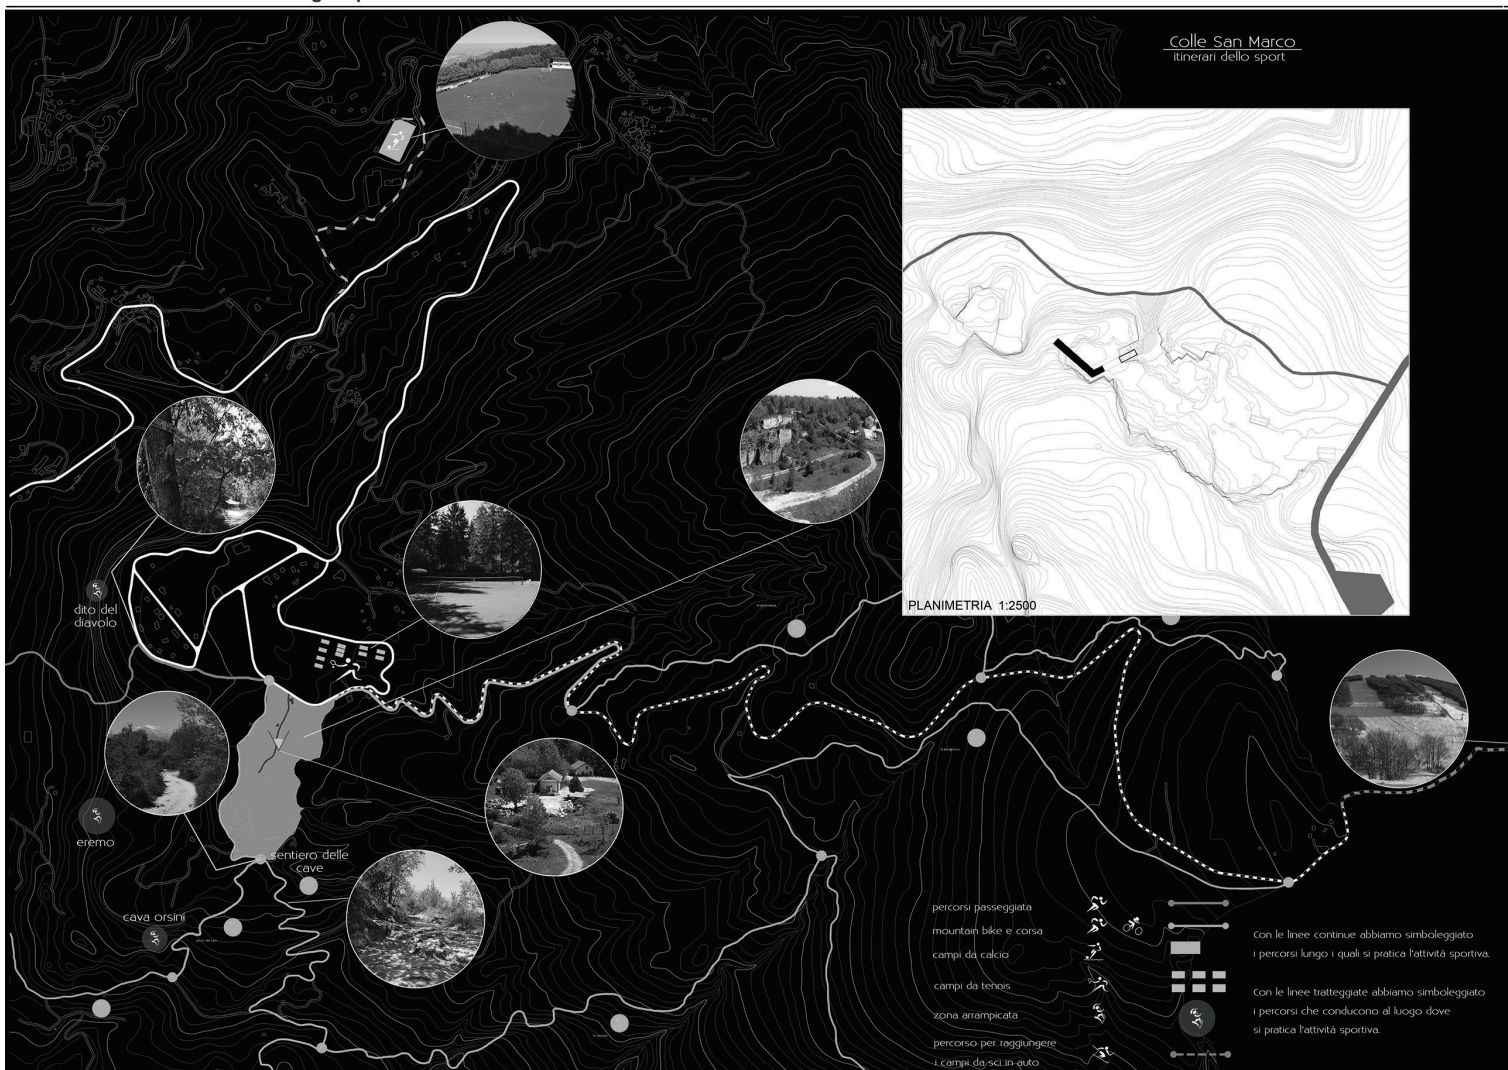 Colle San Marco
itinerari dello sport
PLANIMETRIA 1:2500
dito del
diavolo
eremo
sentiero delle
cave
cava orsini
percorsi passeggiata
mountain bike e corsa
campi da calcio
campi da tennis
zona arrampicata
percorso per raggiungere
i campi da sci in auto
Con le linee continue abbiamo simboleggiato
i percorsi lungo i quali si pratica l'attività sportiva.
Con le linee tratteggiate abbiamo simboleggiato
i percorsi che conducono al luogo dove
si pratica l'attività sportiva.